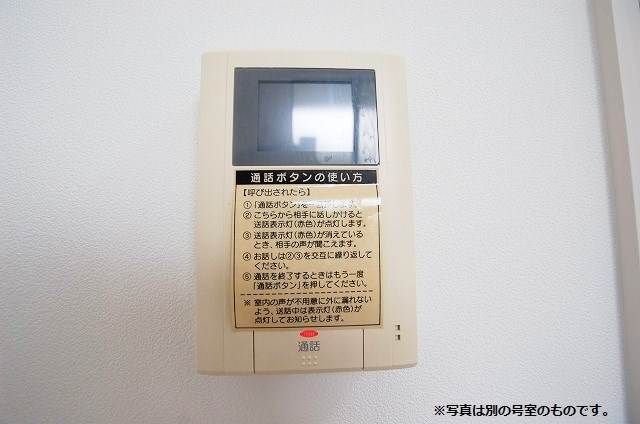 通話ボタンの使い方
【呼び出されたら】
①「通話ボタン」を一回押します。
② こちらから相手に話しかけると
送話表示灯(赤色)が点灯します。
③ 送話表示灯(赤色)が消えている
とき、相手の声が聞こえます。
④ お話しは②③を交互に繰り返して
ください。
⑤ 通話を終了するときはもう一度
「通話ボタン」を押してください。
※ 室内の声が不用意に外に漏れない
よう、送話中は表示灯(赤色)が
点灯してお知らせします。
通話
※写真は別の号室のものです。